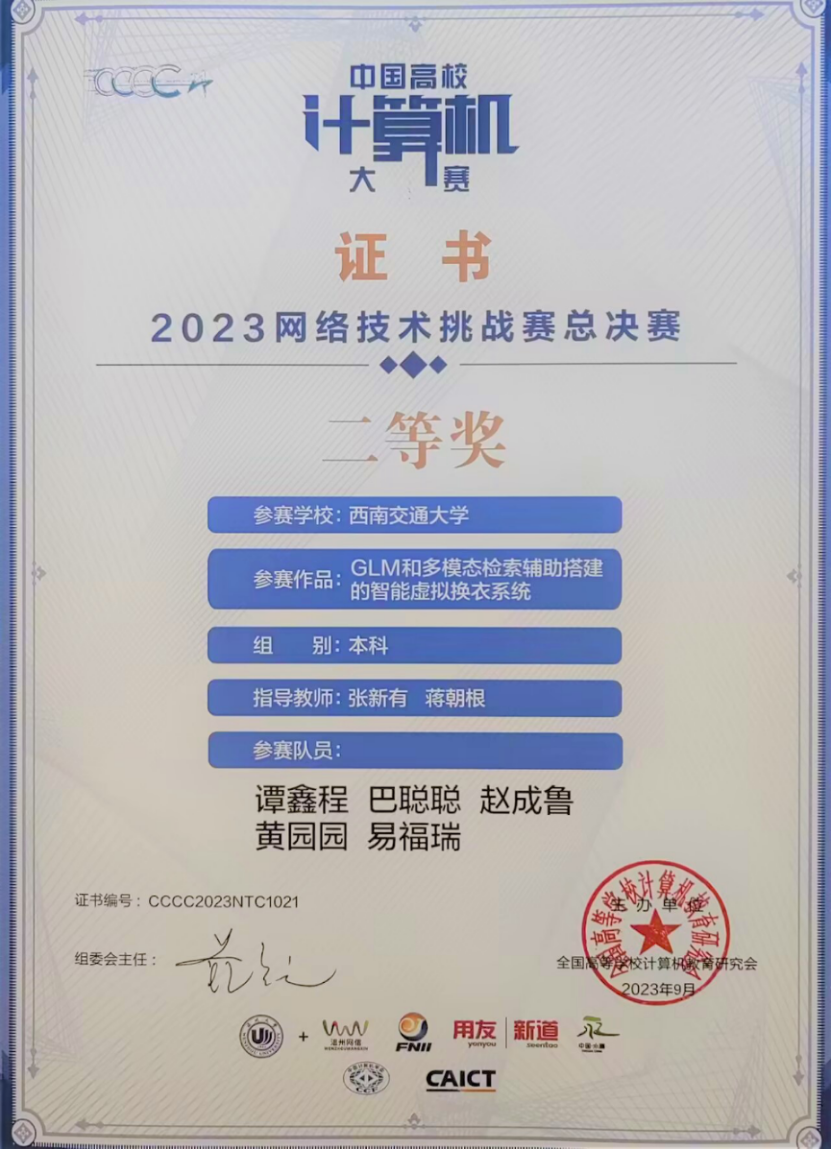 CCCC
中国高校
计算机
大赛
证书
2023网络技术挑战赛总决赛
二等奖
参赛学校：西南交通大学
参赛作品：GLM和多模态检索辅助搭建
的智能虚拟换衣系统
组 别：本科
指导教师：张新有 蒋朝根
参赛队员：
谭鑫程 巴聪聪 赵成鲁
黄园园 易福瑞
证书编号：CCCC2023NTC1021
主办单位
组委会主任：
全国高等学校计算机教育研究会
2023年9月
+
FNII
用友
yonyou
新道
seentao
CAICT